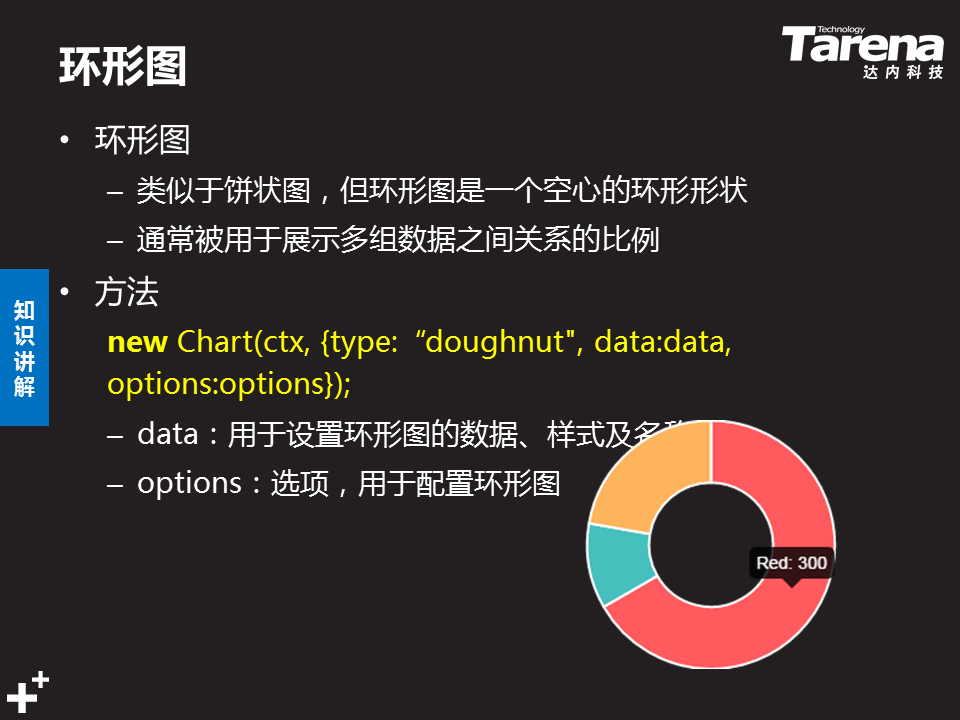 环形图
Technology
Tarena
达内科技
• 环形图
– 类似于饼状图，但环形图是一个空心的环形形状
– 通常被用于展示多组数据之间关系的比例
• 方法
new Chart(ctx, {type: “doughnut", data:data,
options:options});
– data：用于设置环形图的数据、样式及名称
– options：选项，用于配置环形图
知
识
讲
解
Red: 300